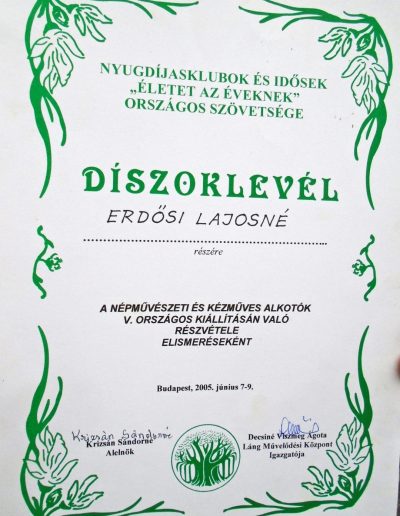 NYUGDÍJASKLUBOK ÉS IDŐSEK
„ÉLETET AZ ÉVEKNEK”
ORSZÁGOS SZÖVETSÉGE
DÍSZOKLEVÉL
ERDŐSI LAJOSNÉ
részére
A NÉPMŰVÉSZETI ÉS KÉZMŰVES ALKOTÓK
V. ORSZÁGOS KIÁLLÍTÁSÁN VALÓ
RÉSZVÉTELE
ELISMERÉSEKÉNT
Budapest, 2005. június 7-9.
Krizsán Sándorné
Krizsán Sándorné
Alelnök
Decsiné Viszmeg Ágota
Láng Művelődési Központ
Igazgatója